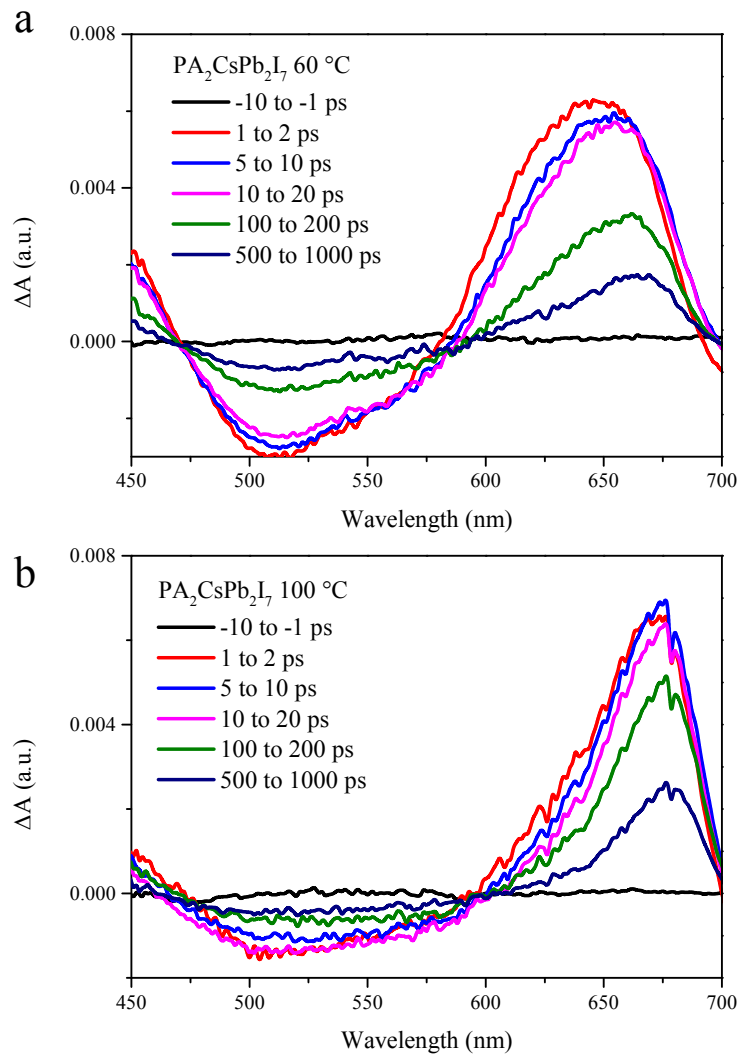 a
0.008
0.004
0.000
ΔA (a.u.)
PA₂CsPb₂I₇ 60 °C
-10 to -1 ps
1 to 2 ps
5 to 10 ps
10 to 20 ps
100 to 200 ps
500 to 1000 ps
450 500 550 600 650 700
Wavelength (nm)
b
0.008
0.004
0.000
ΔA (a.u.)
PA₂CsPb₂I₇ 100 °C
-10 to -1 ps
1 to 2 ps
5 to 10 ps
10 to 20 ps
100 to 200 ps
500 to 1000 ps
450 500 550 600 650 700
Wavelength (nm)